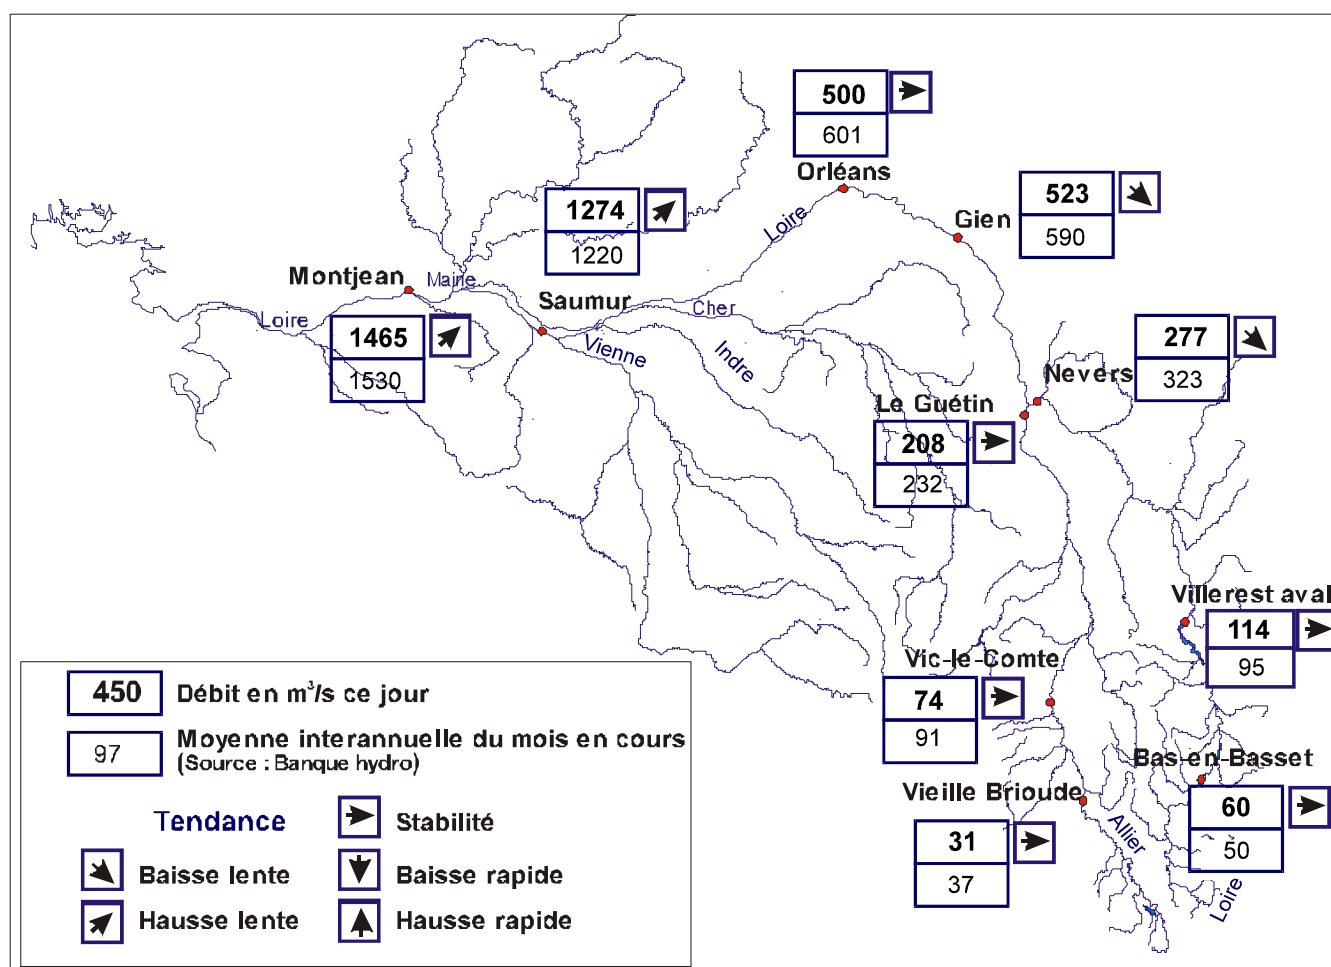 500
601
Orléans
Loire
1274
1220
523
590
Gien
Montjean
Maine
Saumur
Cher
Loire
1465
1530
Vienne
Indre
277
323
Nevers
Le Guétin
208
232
Villerest aval
114
95
Vic-le-Comte
74
91
Bas-en-Basset
60
50
Vieille Brioude
31
37
Allier
Loire
450 Débit en m³/s ce jour
97 Moyenne interannuelle du mois en cours
(Source : Banque hydro)
Tendance
Stabilité
Baisse lente
Baisse rapide
Hausse lente
Hausse rapide